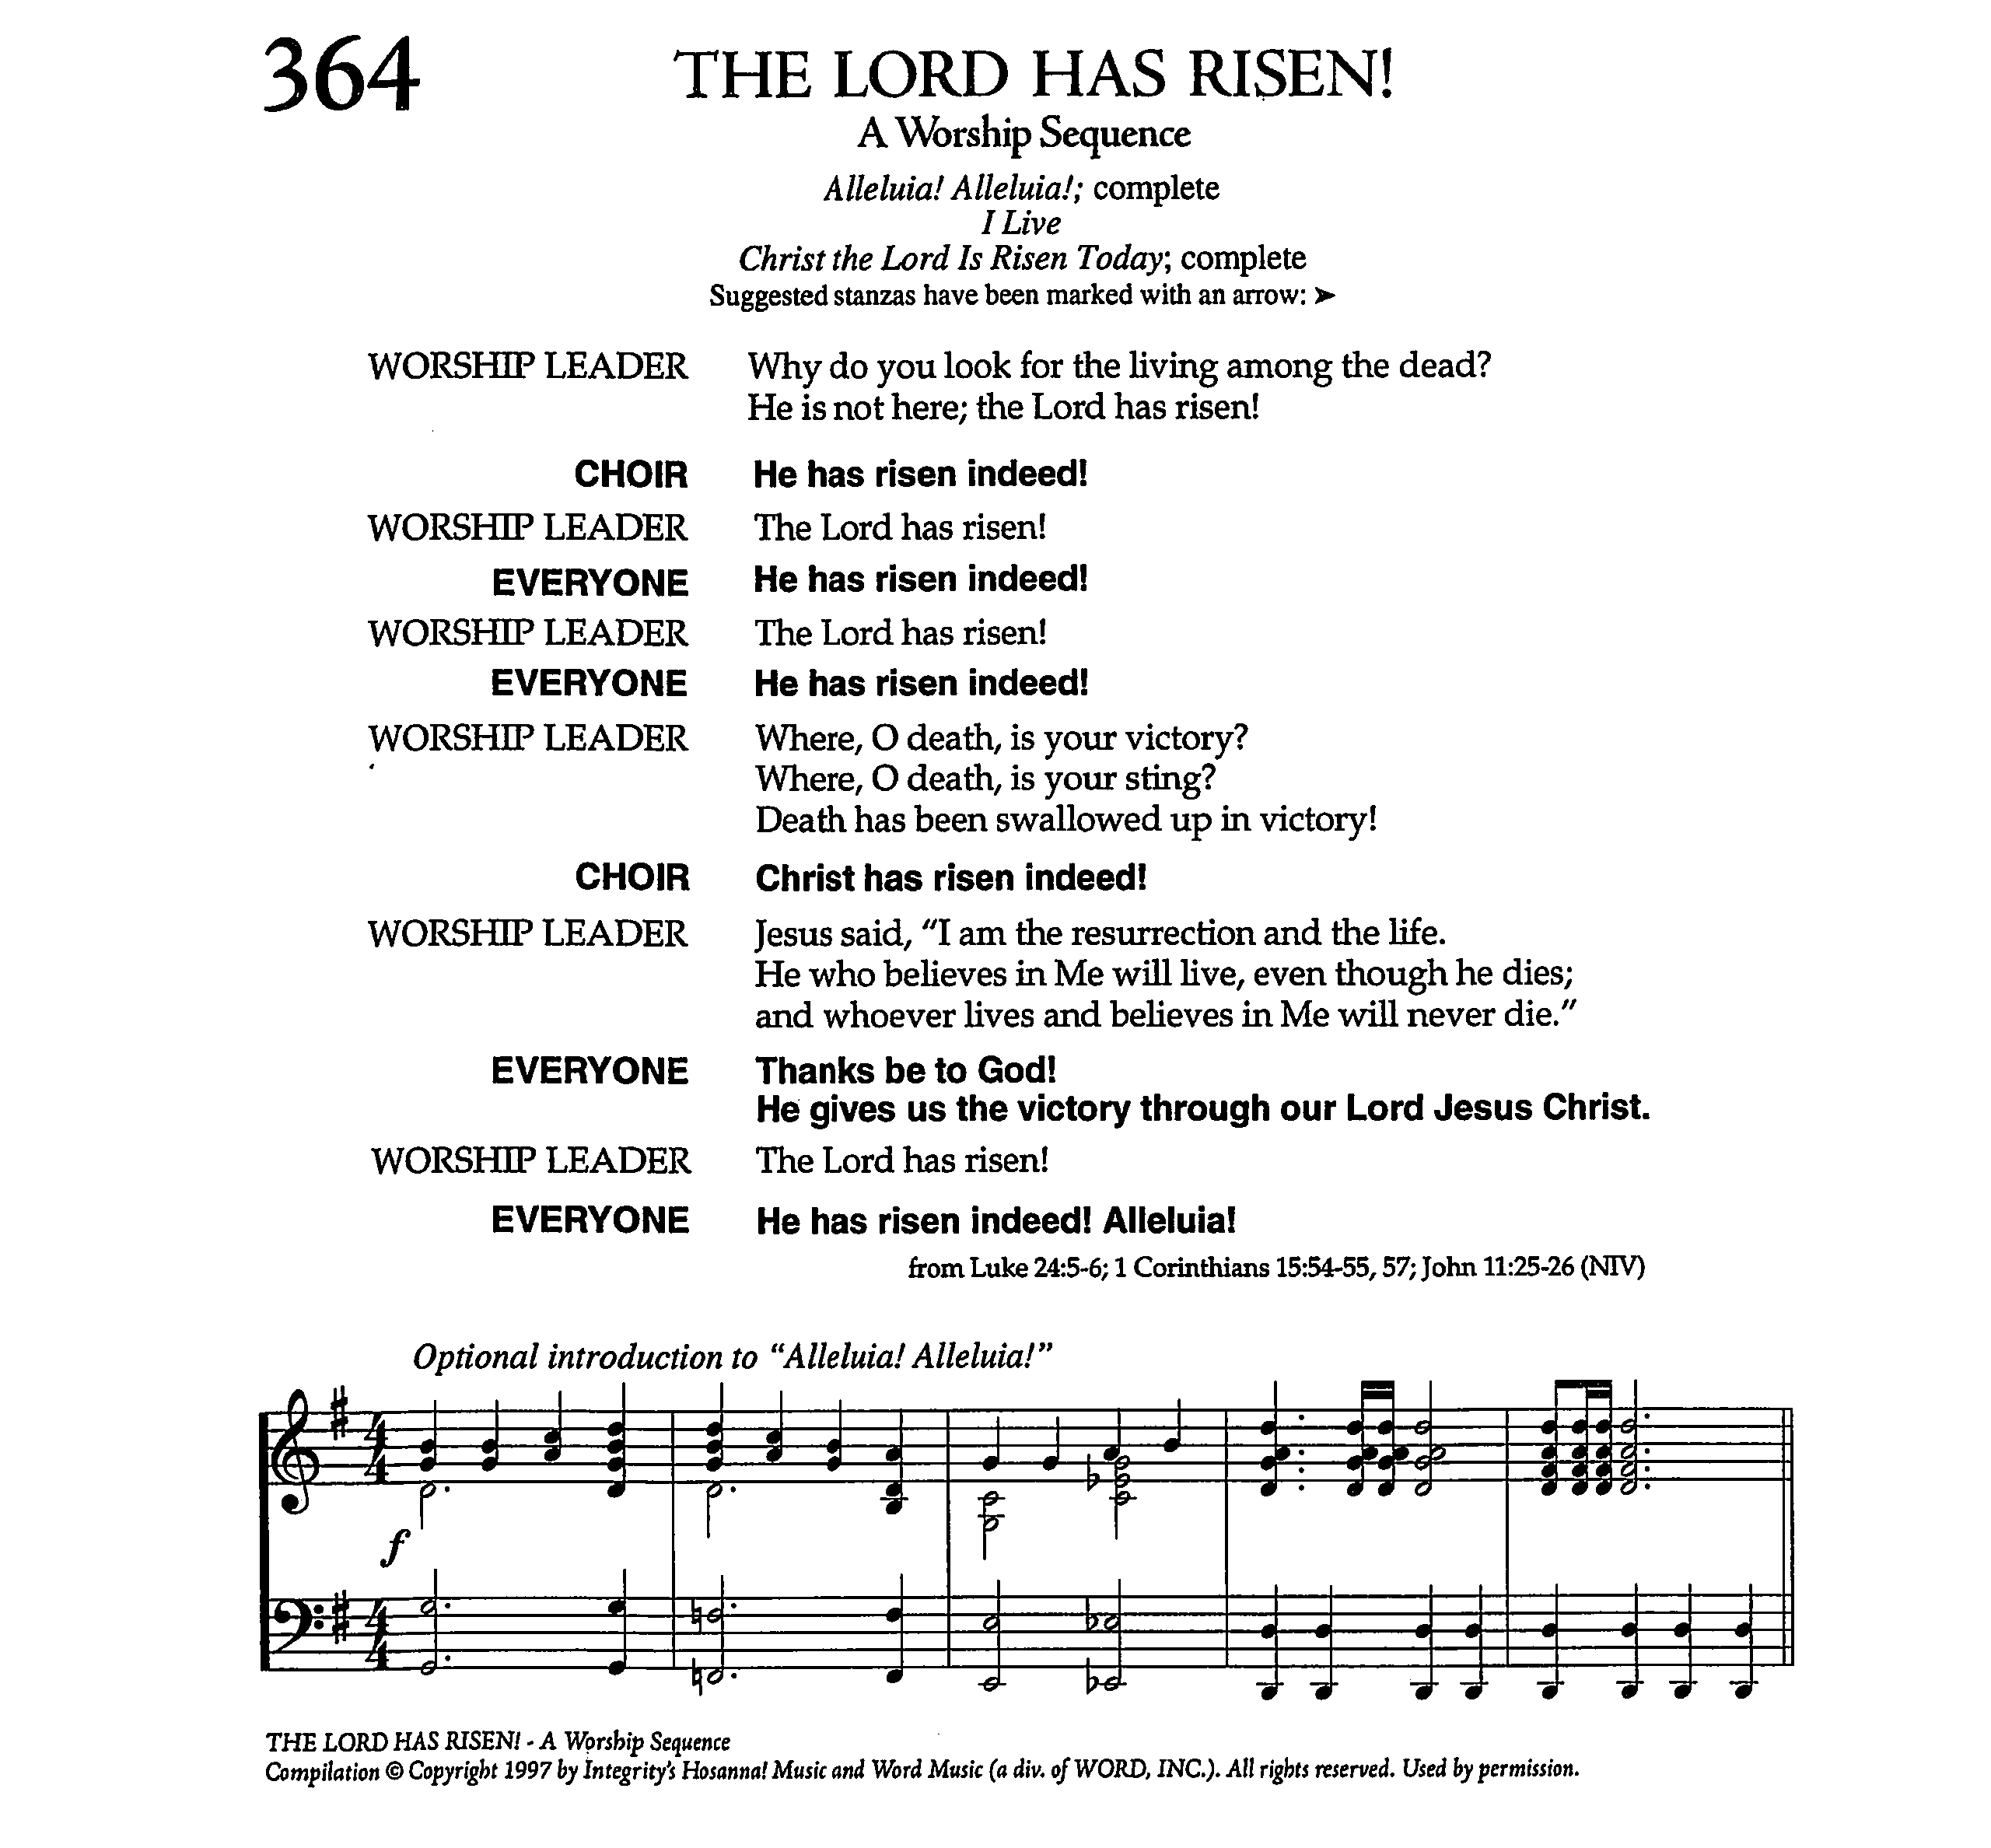 364
THE LORD HAS RISEN!
A Worship Sequence
Alleluia! Alleluia!; complete
I Live
Christ the Lord Is Risen Today; complete
Suggested stanzas have been marked with an arrow: ➤
WORSHIP LEADER Why do you look for the living among the dead?
He is not here; the Lord has risen!
CHOIR He has risen indeed!
WORSHIP LEADER The Lord has risen!
EVERYONE He has risen indeed!
WORSHIP LEADER The Lord has risen!
EVERYONE He has risen indeed!
WORSHIP LEADER Where, O death, is your victory?
Where, O death, is your sting?
Death has been swallowed up in victory!
CHOIR Christ has risen indeed!
WORSHIP LEADER Jesus said, "I am the resurrection and the life.
He who believes in Me will live, even though he dies;
and whoever lives and believes in Me will never die."
EVERYONE Thanks be to God!
He gives us the victory through our Lord Jesus Christ.
WORSHIP LEADER The Lord has risen!
EVERYONE He has risen indeed! Alleluia!
from Luke 24:5-6; 1 Corinthians 15:54-55, 57; John 11:25-26 (NIV)
Optional introduction to "Alleluia! Alleluia!"
4
4
f
4
4
THE LORD HAS RISEN! - A Worship Sequence
Compilation © Copyright 1997 by Integrity's Hosanna! Music and Word Music (a div. of WORD, INC.). All rights reserved. Used by permission.